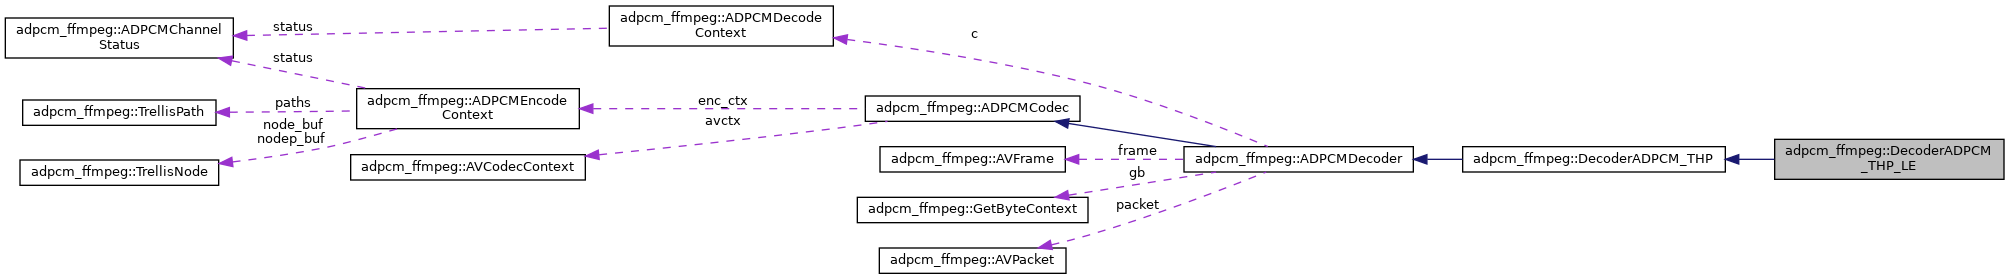 adpcm_ffmpeg::ADPCMChannel
Status
status
status
adpcm_ffmpeg::ADPCMDecode
Context
c
adpcm_ffmpeg::TrellisPath
paths
node_buf
nodep_buf
adpcm_ffmpeg::TrellisNode
adpcm_ffmpeg::ADPCMEncode
Context
adpcm_ffmpeg::AVCodecContext
enc_ctx
avctx
adpcm_ffmpeg::ADPCMCodec
adpcm_ffmpeg::AVFrame
adpcm_ffmpeg::GetByteContext
adpcm_ffmpeg::AVPacket
frame
gb
packet
adpcm_ffmpeg::ADPCMDecoder
adpcm_ffmpeg::DecoderADPCM_THP
adpcm_ffmpeg::DecoderADPCM
_THP_LE